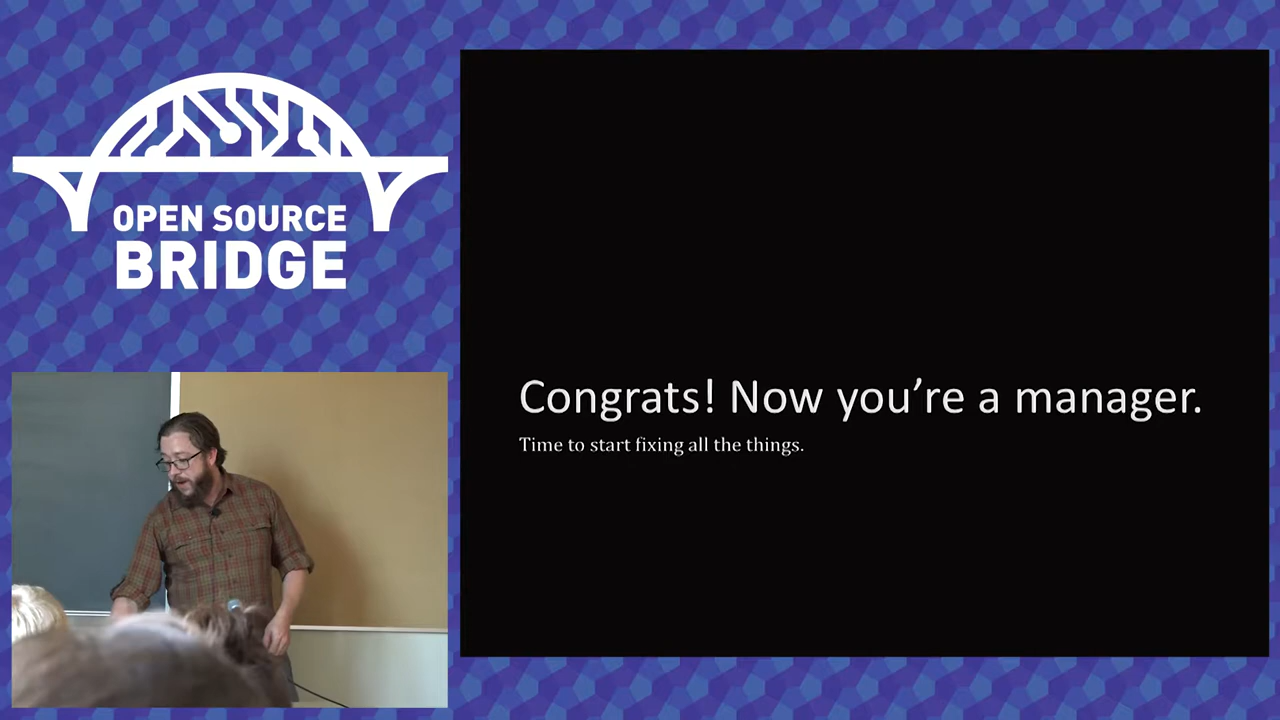 OPEN SOURCE
BRIDGE
Congrats! Now you’re a manager.
Time to start fixing all the things.